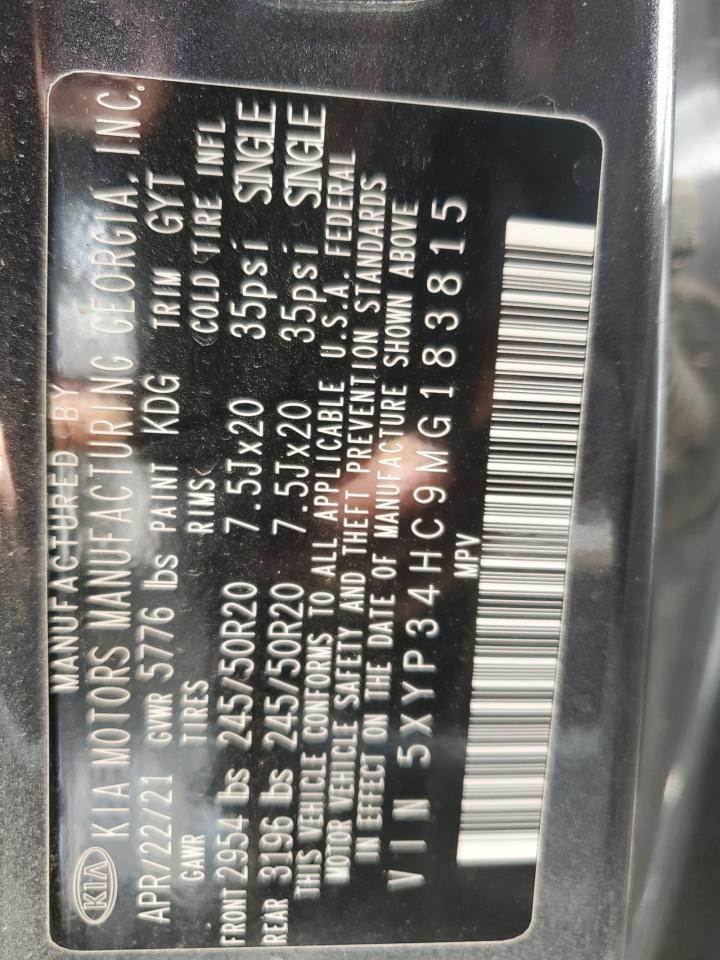 MANUFACTURED BY
KIA KIA MOTORS MANUFACTURING GEORGIA, INC.
APR/22/21 GVWR 5776 lbs PAINT KDG TRIM GYT
GAWR TIRES RIMS COLD TIRE INFL
FRONT 2954 lbs 245/50R20 7.5Jx20 35psi SINGLE
REAR 3196 lbs 245/50R20 7.5Jx20 35psi SINGLE
THIS VEHICLE CONFORMS TO ALL APPLICABLE U.S.A. FEDERAL
MOTOR VEHICLE SAFETY AND THEFT PREVENTION STANDARDS
IN EFFECT ON THE DATE OF MANUFACTURE SHOWN ABOVE
VIN 5XYP34HC9MG183815
MPV